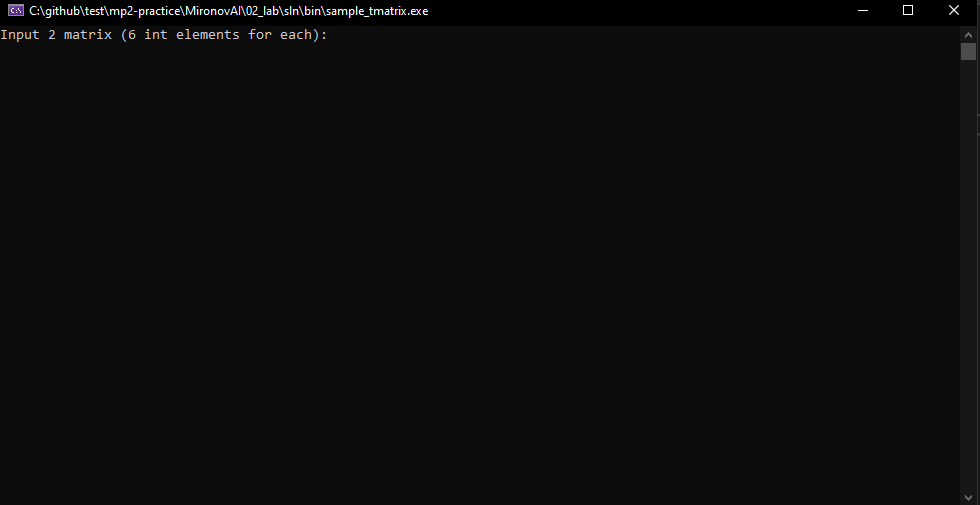 C:\github\test\mp2-practice\MironovAI\02_lab\sln\bin\sample_tmatrix.exe
Input 2 matrix (6 int elements for each):